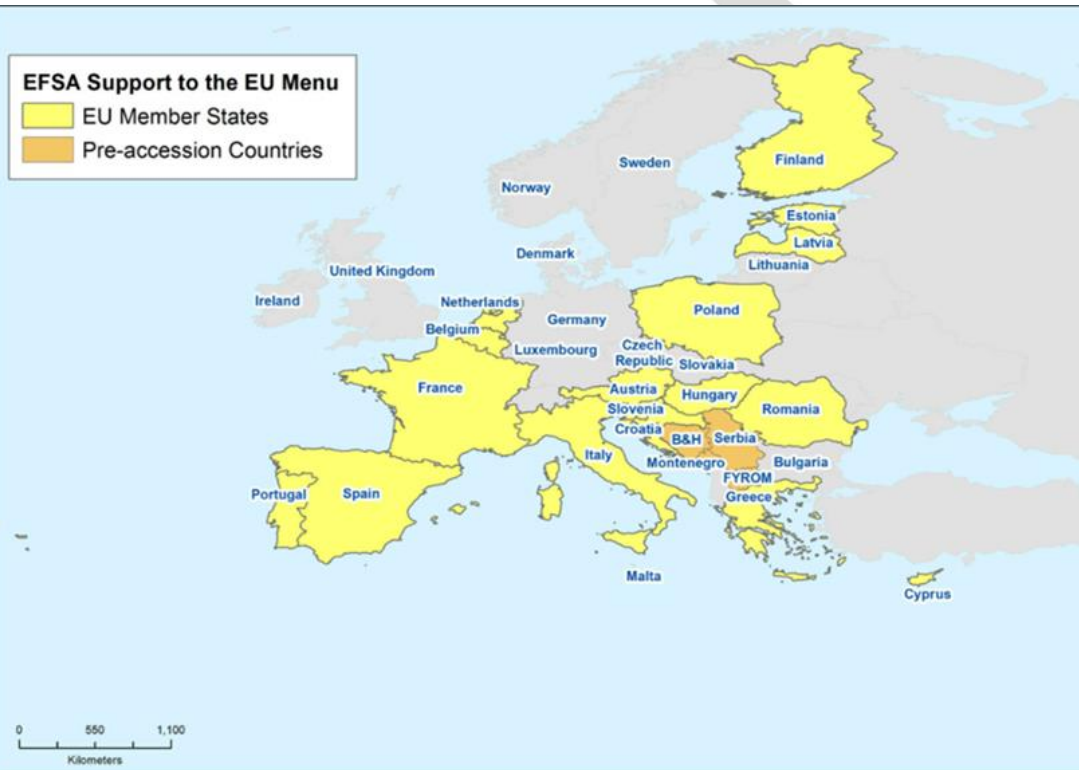 EFSA Support to the EU Menu
EU Member States
Pre-accession Countries
Finland
Sweden
Norway
Estonia
Latvia
Denmark
Lithuania
United Kingdom
Ireland
Netherlands
Poland
Germany
Belgium
Czech
Republic
Luxembourg
Slovakia
France
Austria
Hungary
Slovenia
Romania
Croatia
B&H
Serbia
Italy
Montenegro
Bulgaria
FYROM
Portugal
Spain
Greece
Malta
Cyprus
0 550 1,100
Kilometers